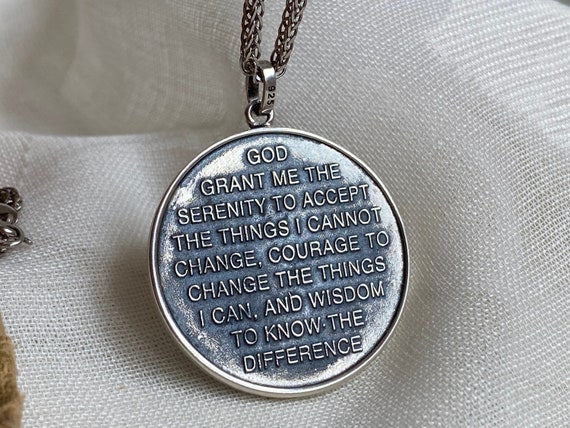 925
GOD
GRANT ME THE
SERENITY TO ACCEPT
THE THINGS I CANNOT
CHANGE, COURAGE TO
CHANGE THE THINGS
I CAN, AND WISDOM
TO KNOW THE
DIFFERENCE